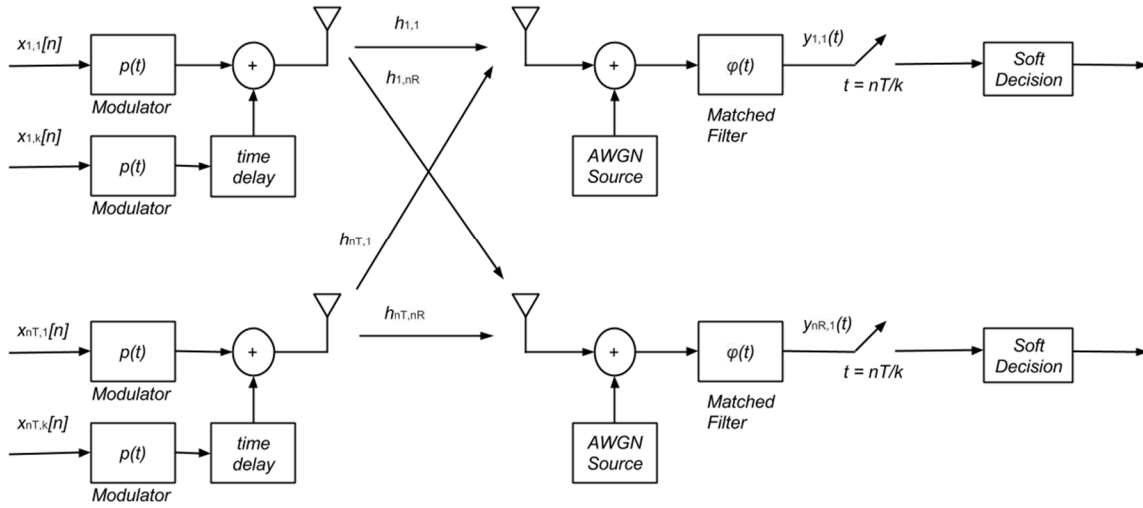 x1,1[n]
p(t)
Modulator
+
h1,1
h1,nR
+
φ(t)
Matched
Filter
y1,1(t)
t = nT/k
Soft
Decision
x1,k[n]
p(t)
Modulator
time
delay
AWGN
Source
hnT,1
xnT,1[n]
p(t)
Modulator
+
hnT,nR
+
φ(t)
Matched
Filter
ynR,1(t)
t = nT/k
Soft
Decision
xnT,k[n]
p(t)
Modulator
time
delay
AWGN
Source